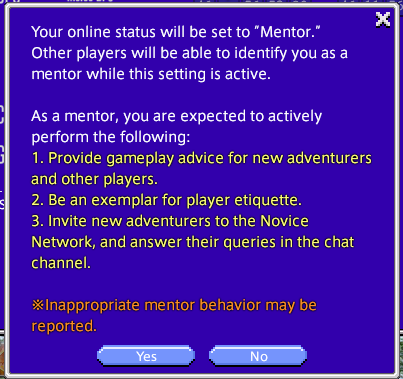 Your online status will be set to "Mentor."
Other players will be able to identify you as a
mentor while this setting is active.
As a mentor, you are expected to actively
perform the following:
1. Provide gameplay advice for new adventurers
and other players.
2. Be an exemplar for player etiquette.
3. Invite new adventurers to the Novice
Network, and answer their queries in the chat
channel.
※Inappropriate mentor behavior may be
reported.
Yes No